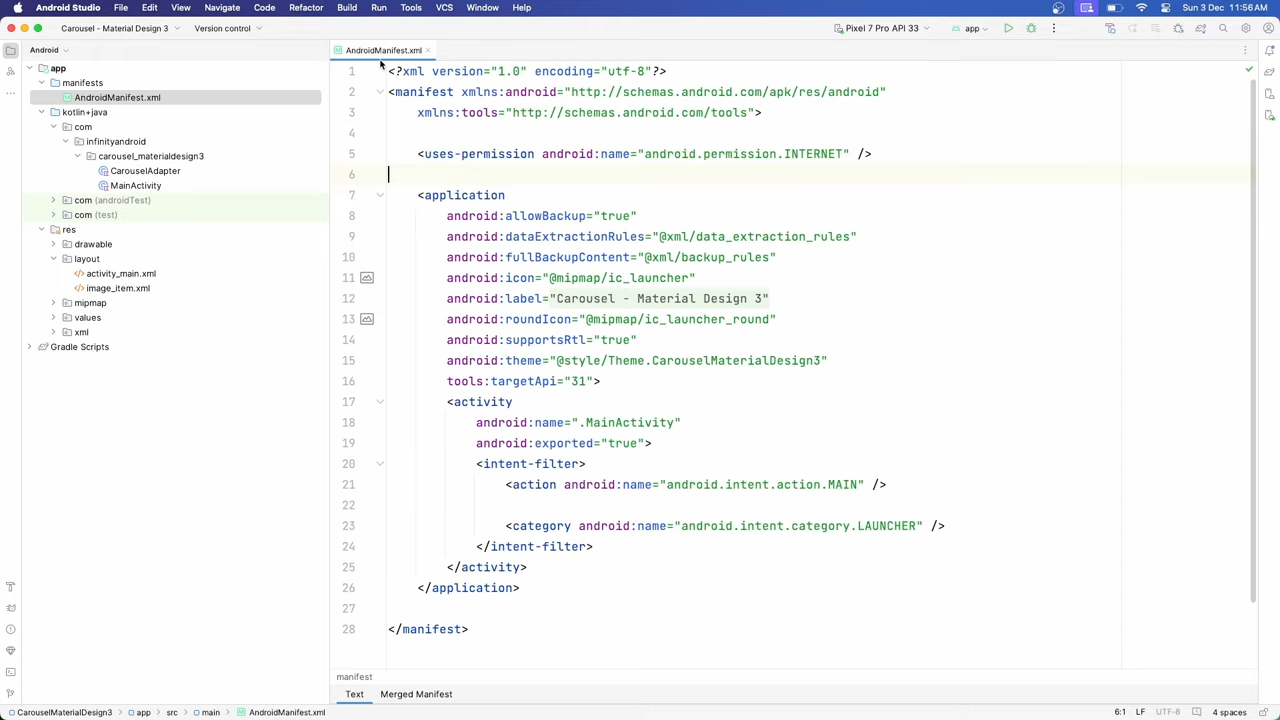 Android Studio File Edit View Navigate Code Refactor Build Run Tools Git Window Help Sun Dec 3 11:56 AM
Carousel - Material Design 3 Version control Pixel 7 Pro API 33 app
Android
app
manifests
AndroidManifest.xml
kotlin+java
com
infinityandroid
carousel_materialdesign3
CarouselAdapter
MainActivity
com (androidTest)
com (test)
res
drawable
layout
activity_main.xml
image_item.xml
mipmap
values
xml
Gradle Scripts
AndroidManifest.xml
1 <?xml version="1.0" encoding="utf-8"?>
2 <manifest xmlns:android="http://schemas.android.com/apk/res/android"
3 xmlns:tools="http://schemas.android.com/tools">
4
5 <uses-permission android:name="android.permission.INTERNET" />
6
7 <application
8 android:allowBackup="true"
9 android:dataExtractionRules="@xml/data_extraction_rules"
10 android:fullBackupContent="@xml/backup_rules"
11 android:icon="@mipmap/ic_launcher"
12 android:label="Carousel - Material Design 3"
13 android:roundIcon="@mipmap/ic_launcher_round"
14 android:supportsRtl="true"
15 android:theme="@style/Theme.CarouselMaterialDesign3"
16 tools:targetApi="31">
17 <activity
18 android:name=".MainActivity"
19 android:exported="true">
20 <intent-filter>
21 <action android:name="android.intent.action.MAIN" />
22
23 <category android:name="android.intent.category.LAUNCHER" />
24 </intent-filter>
25 </activity>
26 </application>
27
28 </manifest>
manifest
Text Merged Manifest
CarouselMaterialDesign3 app src main AndroidManifest.xml 6:1 LF UTF-8 4 spaces